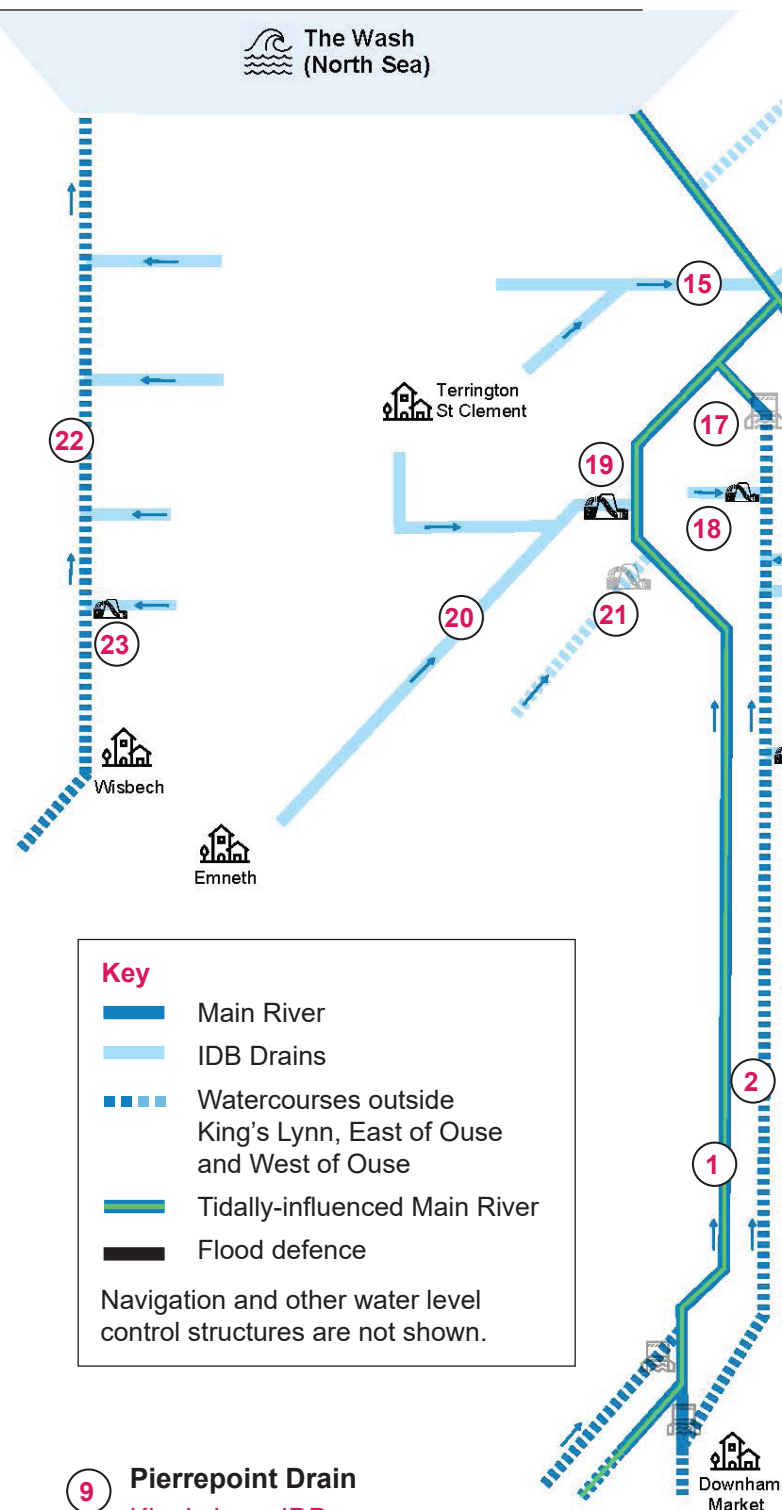 The Wash
(North Sea)
15
Terrington
St Clement
17
22
19
18
20
21
23
Wisbech
Emneth
Key
Main River
IDB Drains
Watercourses outside
King's Lynn, East of Ouse
and West of Ouse
Tidally-influenced Main River
Flood defence
Navigation and other water level
control structures are not shown.
2
1
9 Pierrepoint Drain
Downham
Market